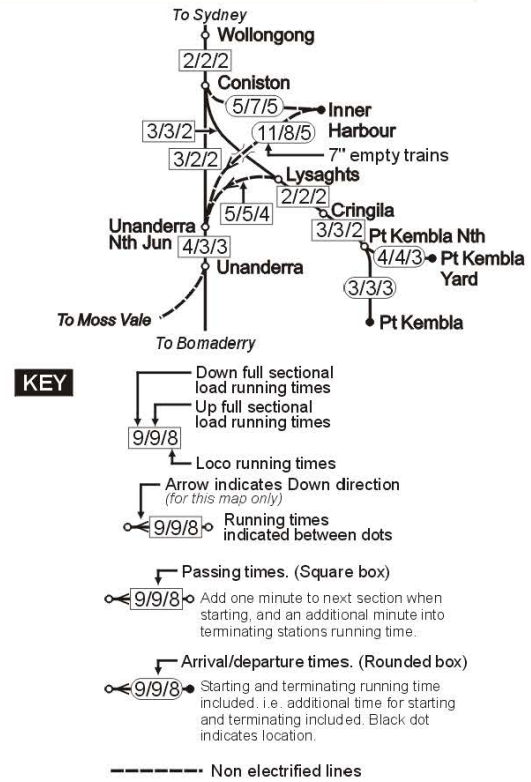 To Sydney
Wollongong
2/2/2
Coniston
5/7/5
Inner
Harbour
3/3/2
11/8/5
7" empty trains
3/2/2
Lysaghts
2/2/2
5/5/4
Cringila
3/3/2
Unanderra
Nth Jun
Pt Kembla Nth
4/3/3
4/4/3
Pt Kembla
Yard
Unanderra
3/3/3
To Moss Vale
Pt Kembla
To Bomaderry
KEY
Down full sectional
load running times
Up full sectional
load running times
9/9/8
Loco running times
Arrow indicates Down direction
(for this map only)
9/9/8
Running times
indicated between dots
Passing times. (Square box)
9/9/8
Add one minute to next section when
starting, and an additional minute into
terminating stations running time.
Arrival/departure times. (Rounded box)
9/9/8
Starting and terminating running time
included. i.e. additional time for starting
and terminating included. Black dot
indicates location.
Non electrified lines